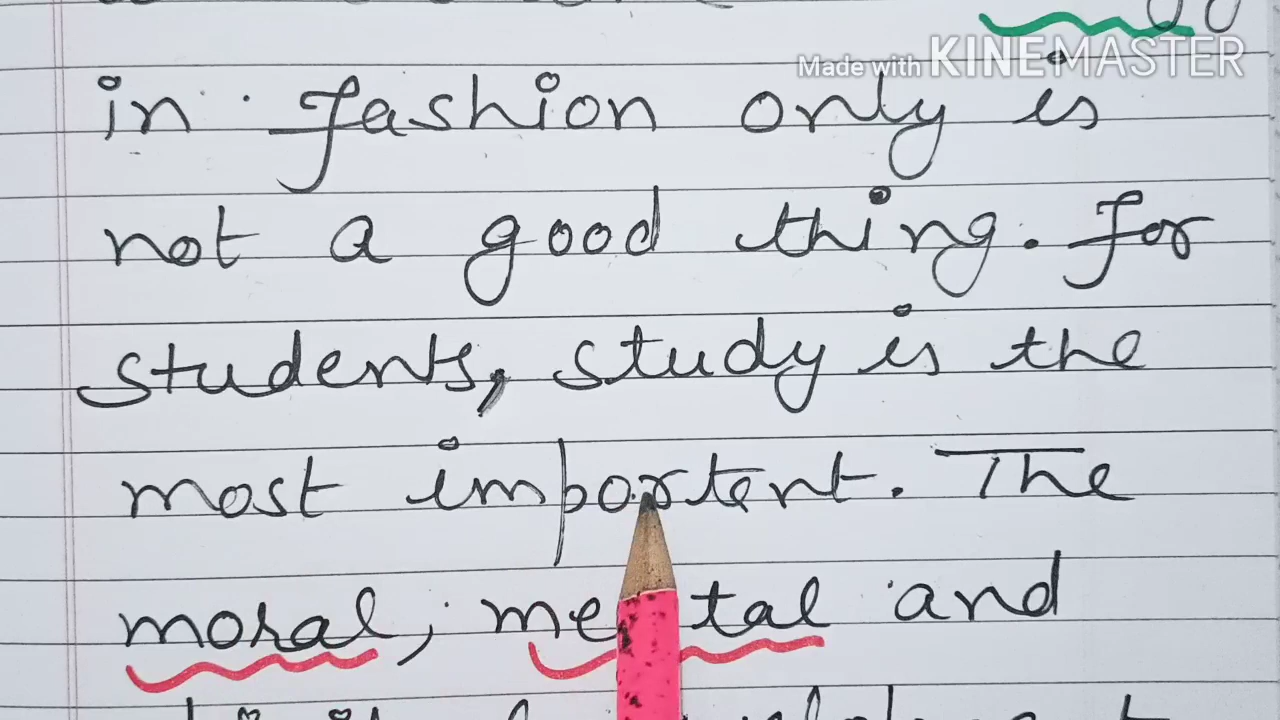 Made with KINEMASTER
in fashion only is
not a good thing. for
students, study is the
most importent. The
moral, mental and